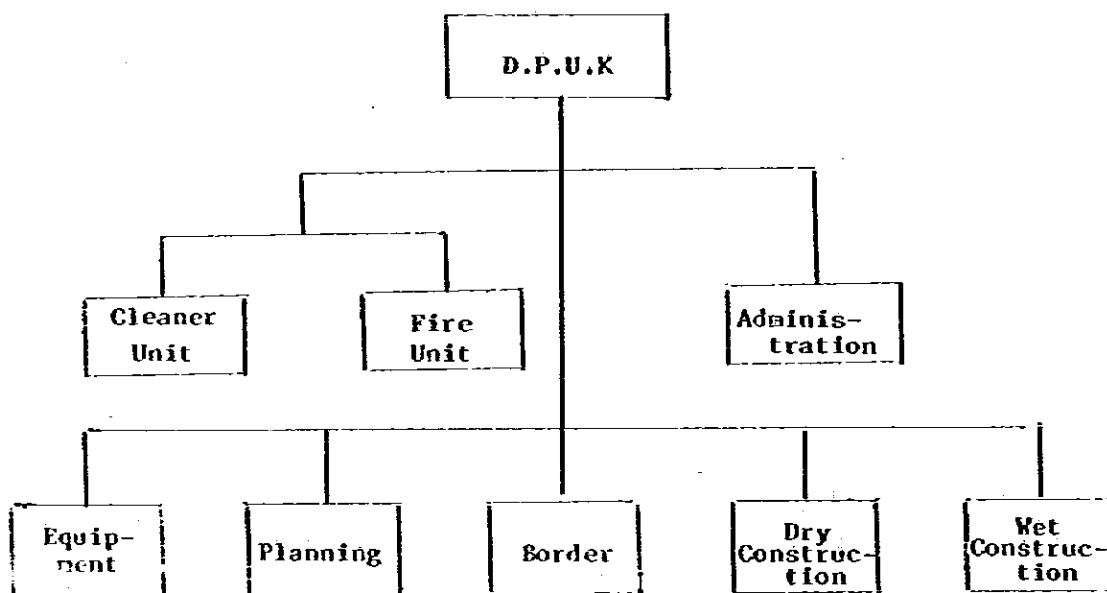 D.P.U.K
Cleaner
Unit
Fire
Unit
Adminis-
tration
Equip-
ment
Planning
Border
Dry
Construc-
tion
Wet
Construc-
tion